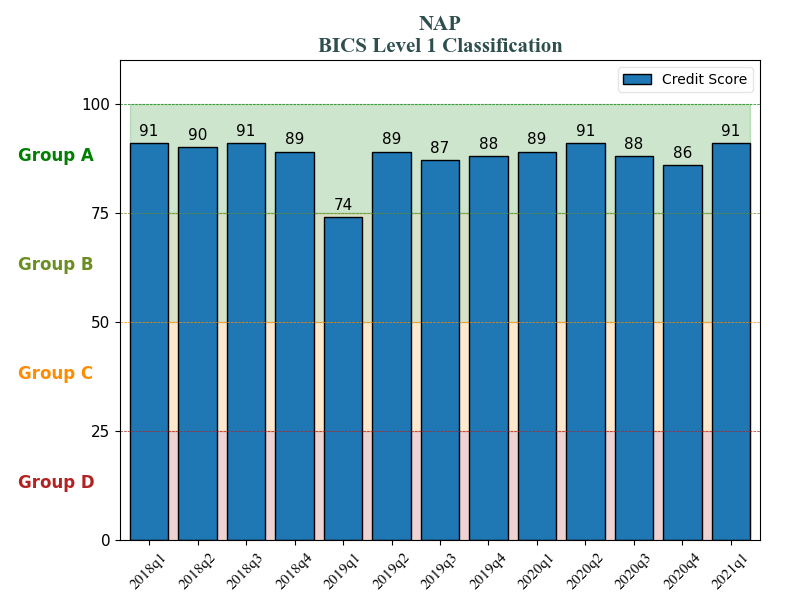 NAP
BICS Level 1 Classification
Credit Score
100
91 90 91 89 74 89 87 88 89 91 88 86 91
Group A
75
Group B
50
Group C
25
Group D
0
2018q1 2018q2 2018q3 2018q4 2019q1 2019q2 2019q3 2019q4 2020q1 2020q2 2020q3 2020q4 2021q1